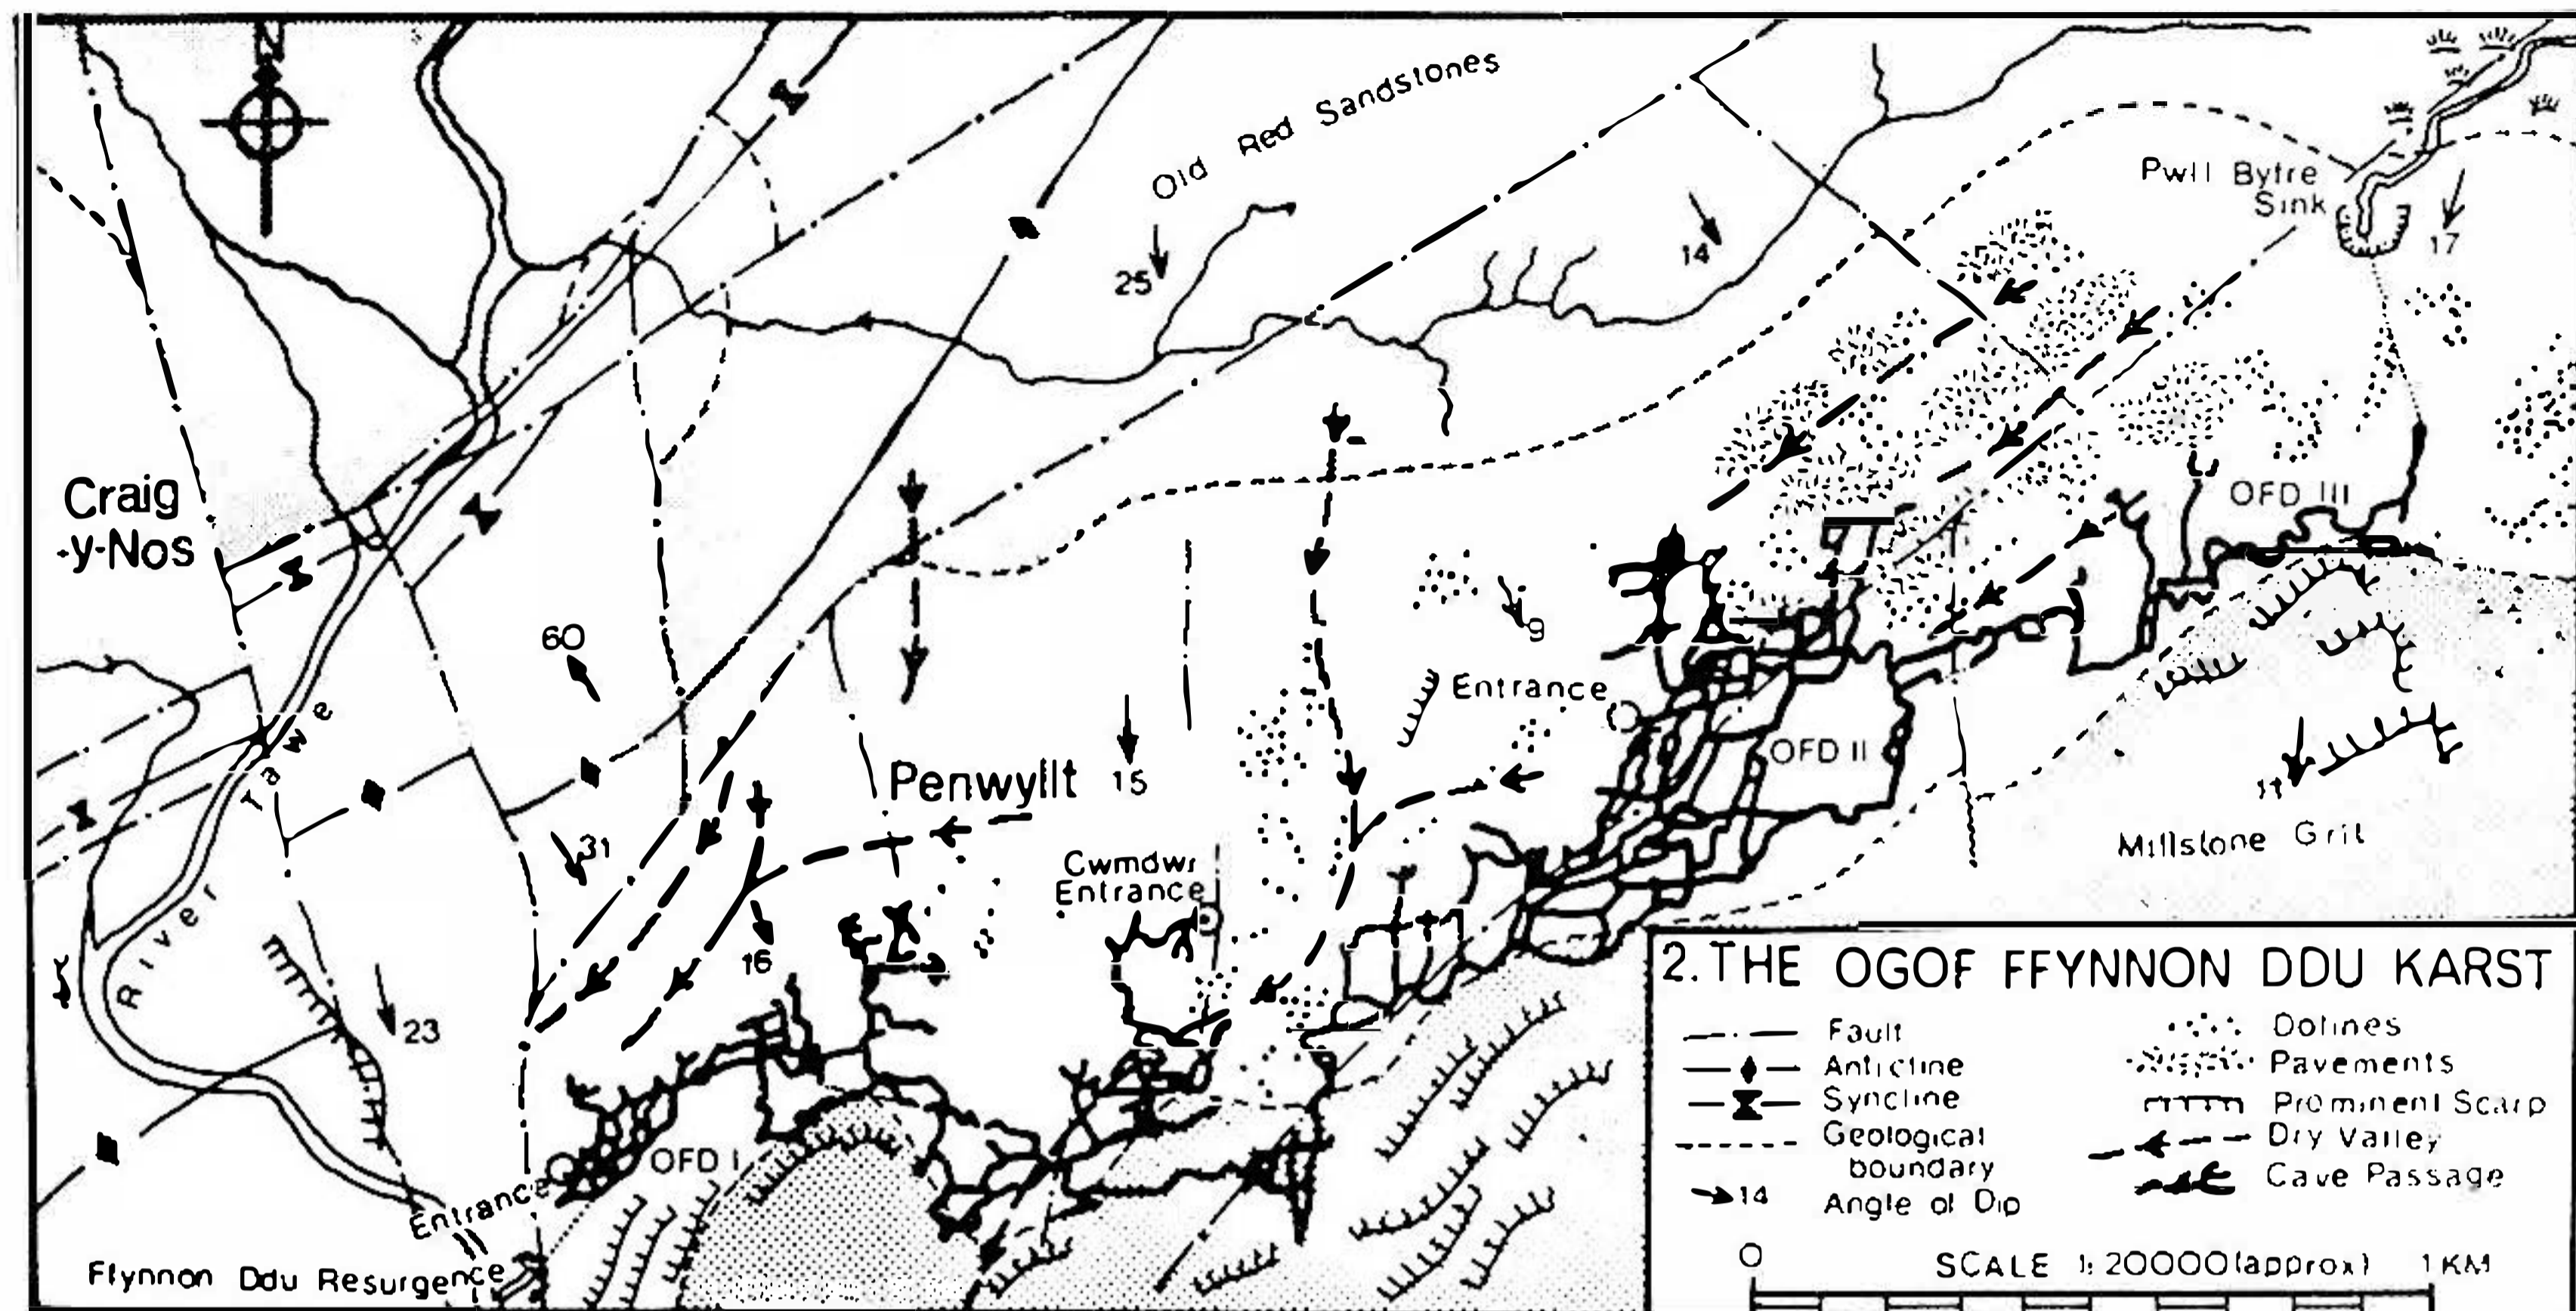 N
Old Red Sandstones
Pwll Bytre
Sink
17
14
25
Craig
-y-Nos
OFD III
60
9
Entrance
OFD II
River Tawe
Penwyllt
15
11
Millstone Grit
31
Cwmdwr
Entrance
16
23
OFD I
Entrance
Ffynnon Ddu Resurgence
2. THE OGOF FFYNNON DDU KARST
Fault
Anticline
Syncline
Geological
boundary
14
Angle of Dip
Dolines
Pavements
Prominent Scarp
Dry Valley
Cave Passage
0
SCALE 1: 20000 (approx)
1 KM